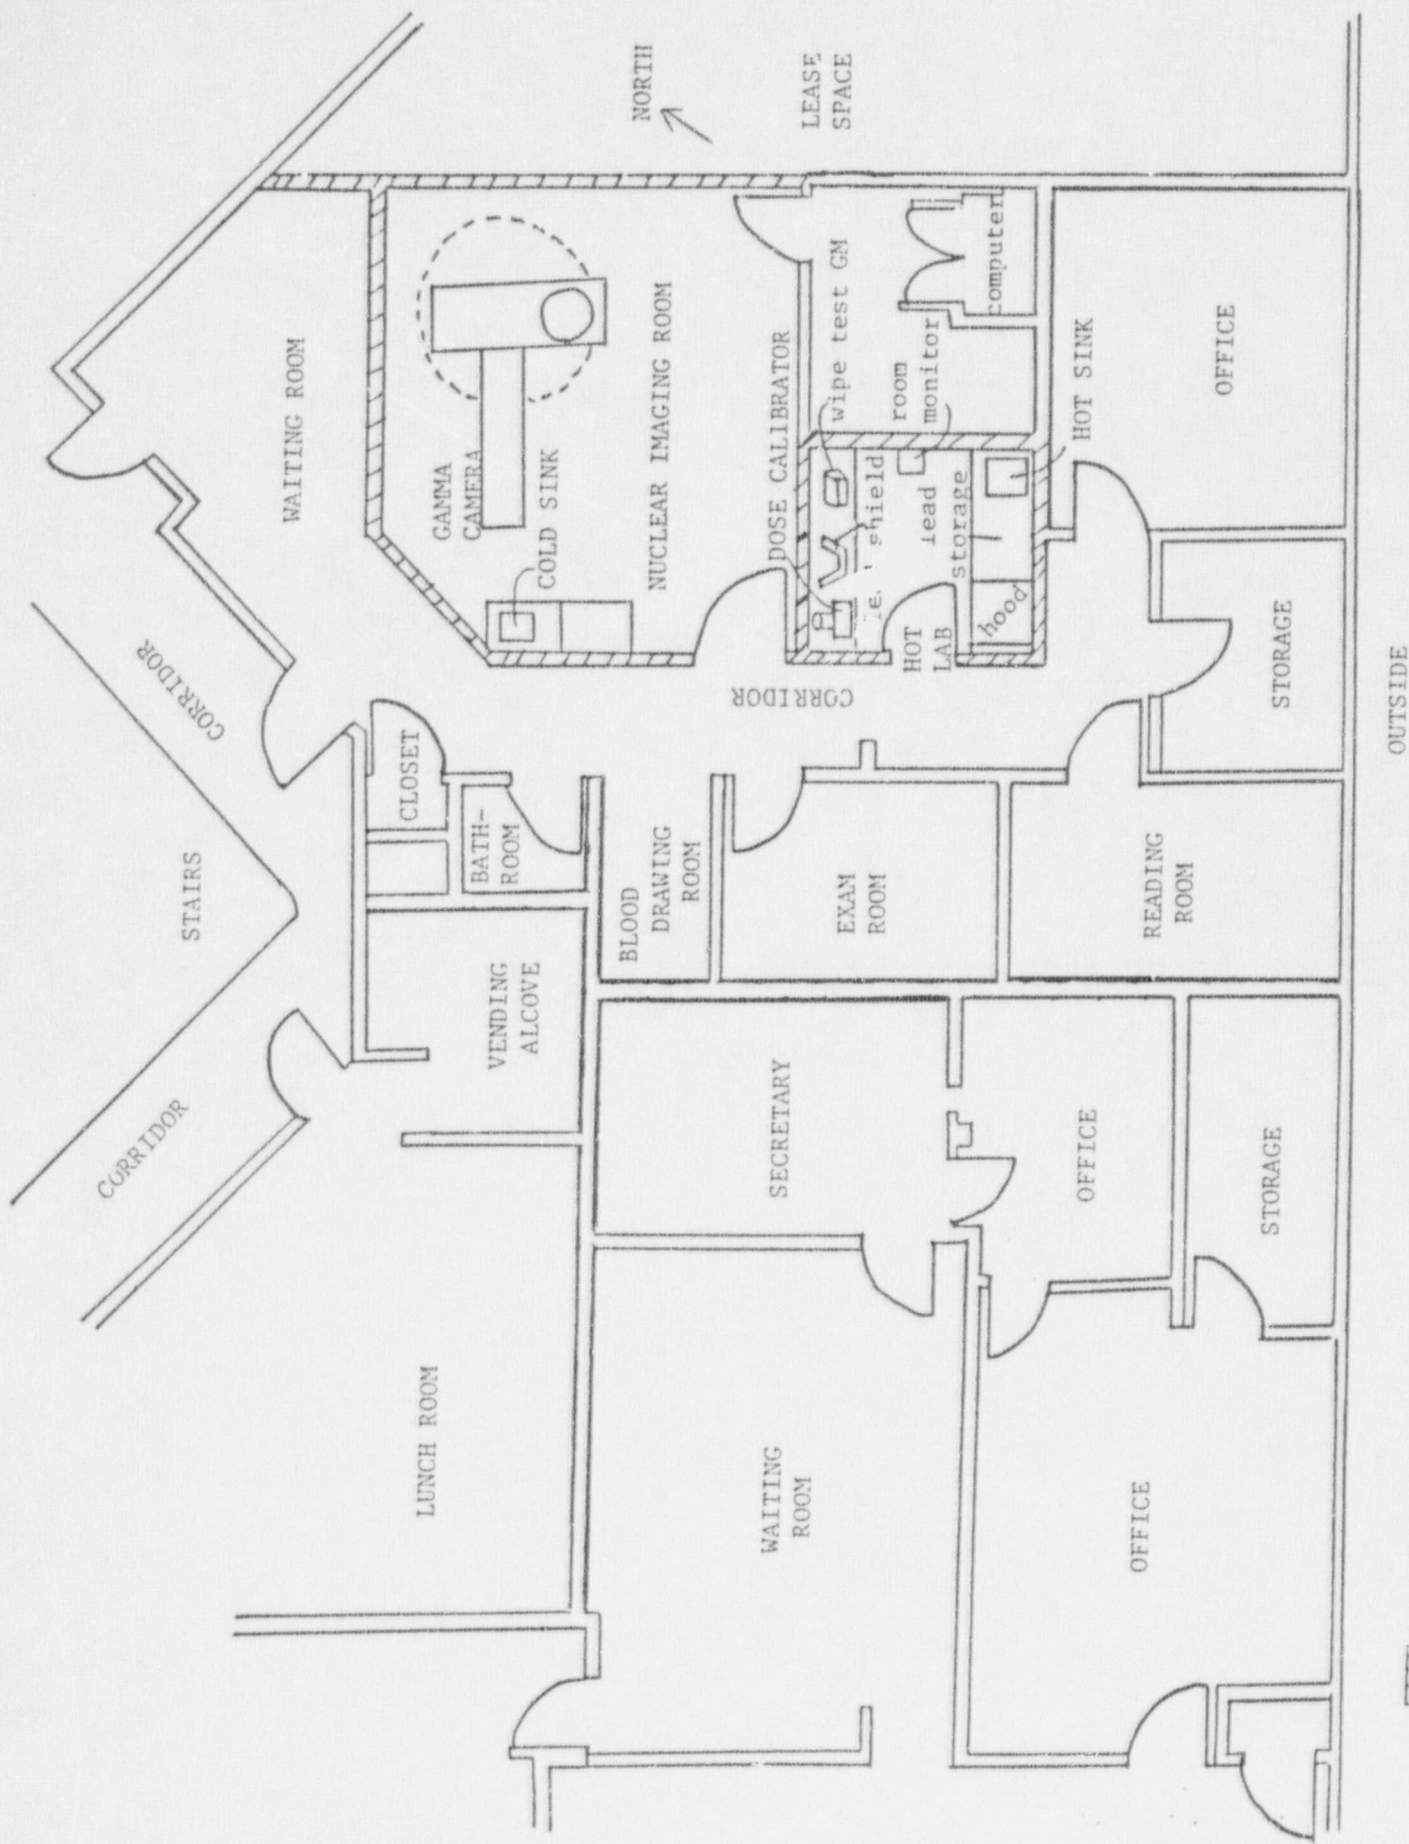 NORTH
LEASE
SPACE
WAITING ROOM
GAMMA
CAMERA
COLD SINK
NUCLEAR IMAGING ROOM
DOSE CALIBRATOR
wipe test GM
room
monitor
computer
HOT SINK
OFFICE
shield
lead
storage
hood
HOT
LAB
CORRIDOR
CORRIDOR
STAIRS
CORRIDOR
CLOSET
BATH-
ROOM
BLOOD
DRAWING
ROOM
EXAM
ROOM
READING
ROOM
STORAGE
OUTSIDE
VENDING
ALCOVE
SECRETARY
OFFICE
STORAGE
LUNCH ROOM
WAITING
ROOM
OFFICE